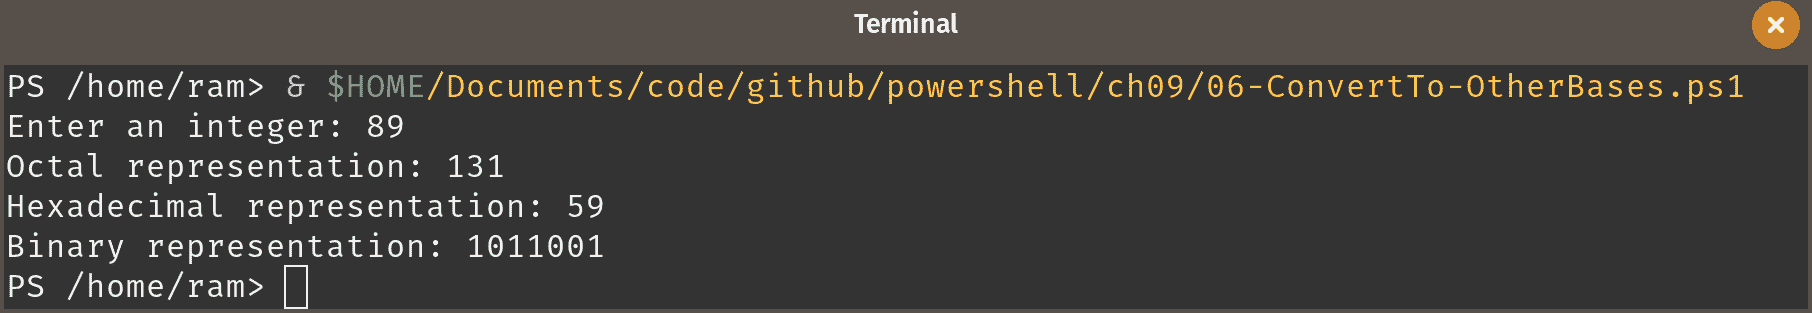 Terminal
PS /home/ram> & $HOME/Documents/code/github/powershell/ch09/06-ConvertTo-OtherBases.ps1
Enter an integer: 89
Octal representation: 131
Hexadecimal representation: 59
Binary representation: 1011001
PS /home/ram>